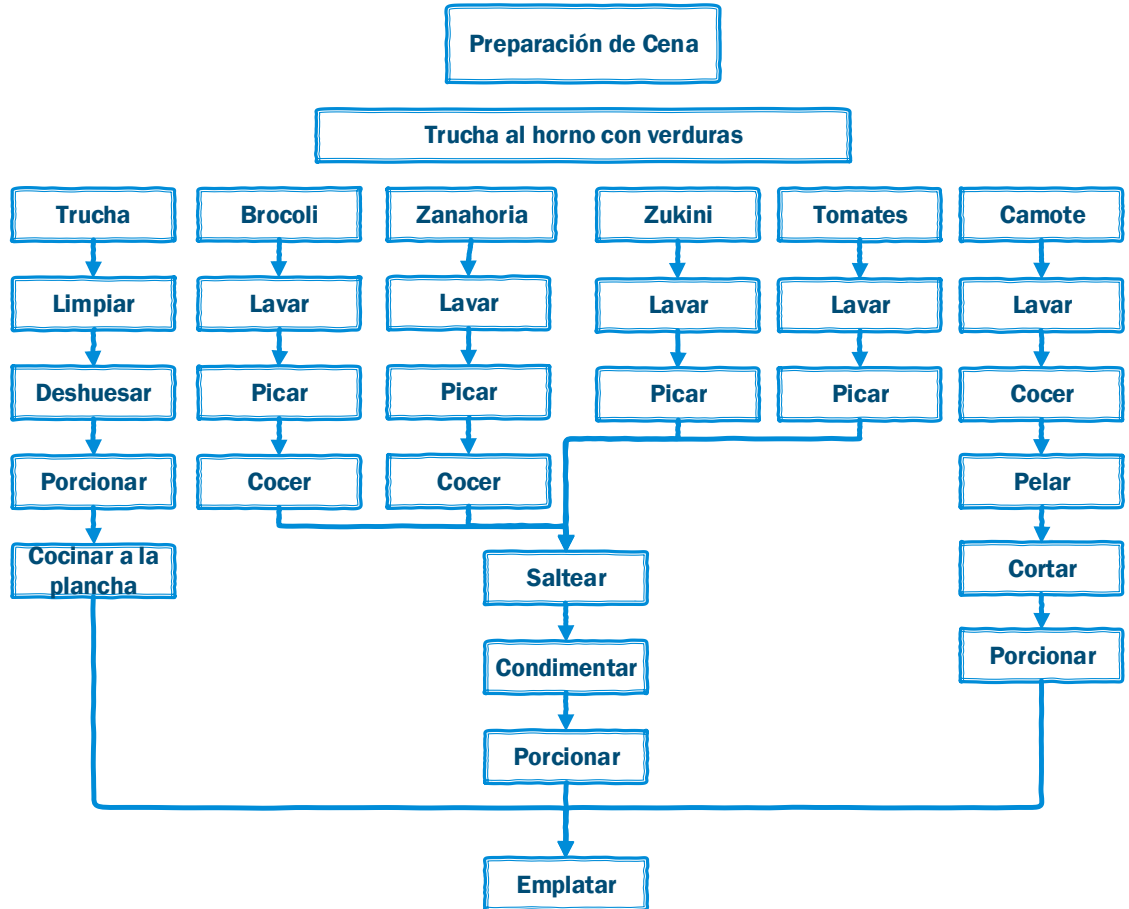 Preparación de Cena
Trucha al horno con verduras
Trucha
Brocoli
Zanahoria
Zukini
Tomates
Camote
Limpiar
Lavar
Lavar
Lavar
Lavar
Lavar
Deshuesar
Picar
Picar
Picar
Picar
Cocer
Porcionar
Cocer
Cocer
Pelar
Cocinar a la
plancha
Saltear
Cortar
Condimentar
Porcionar
Porcionar
Emplatar